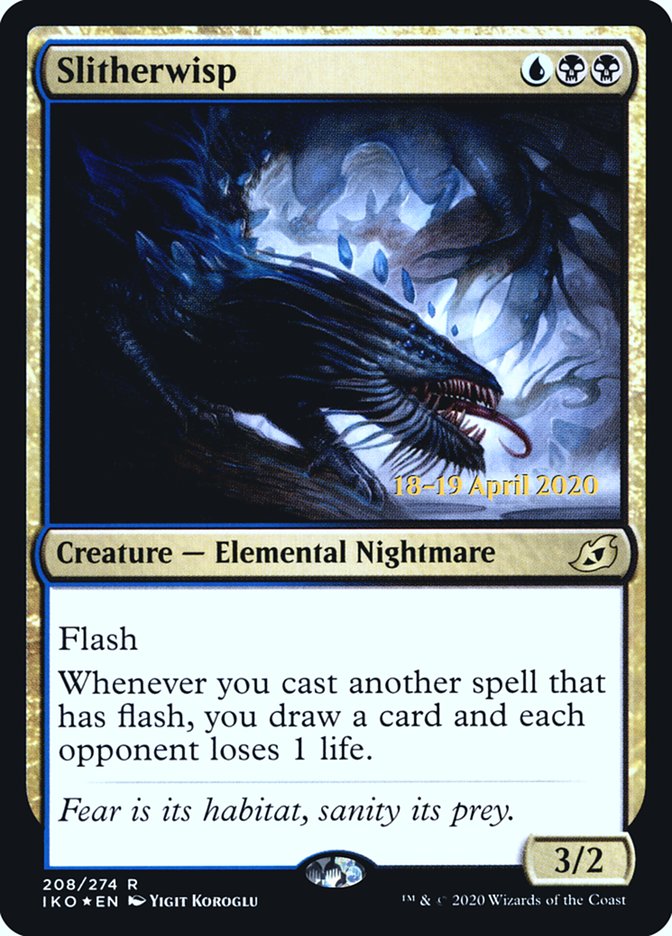 Slitherwisp
18-19 April 2020
Creature — Elemental Nightmare
Flash
Whenever you cast another spell that
has flash, you draw a card and each
opponent loses 1 life.
Fear is its habitat, sanity its prey.
3/2
208/274 R
IKO★EN Yigit Koroglu
™ & © 2020 Wizards of the Coast